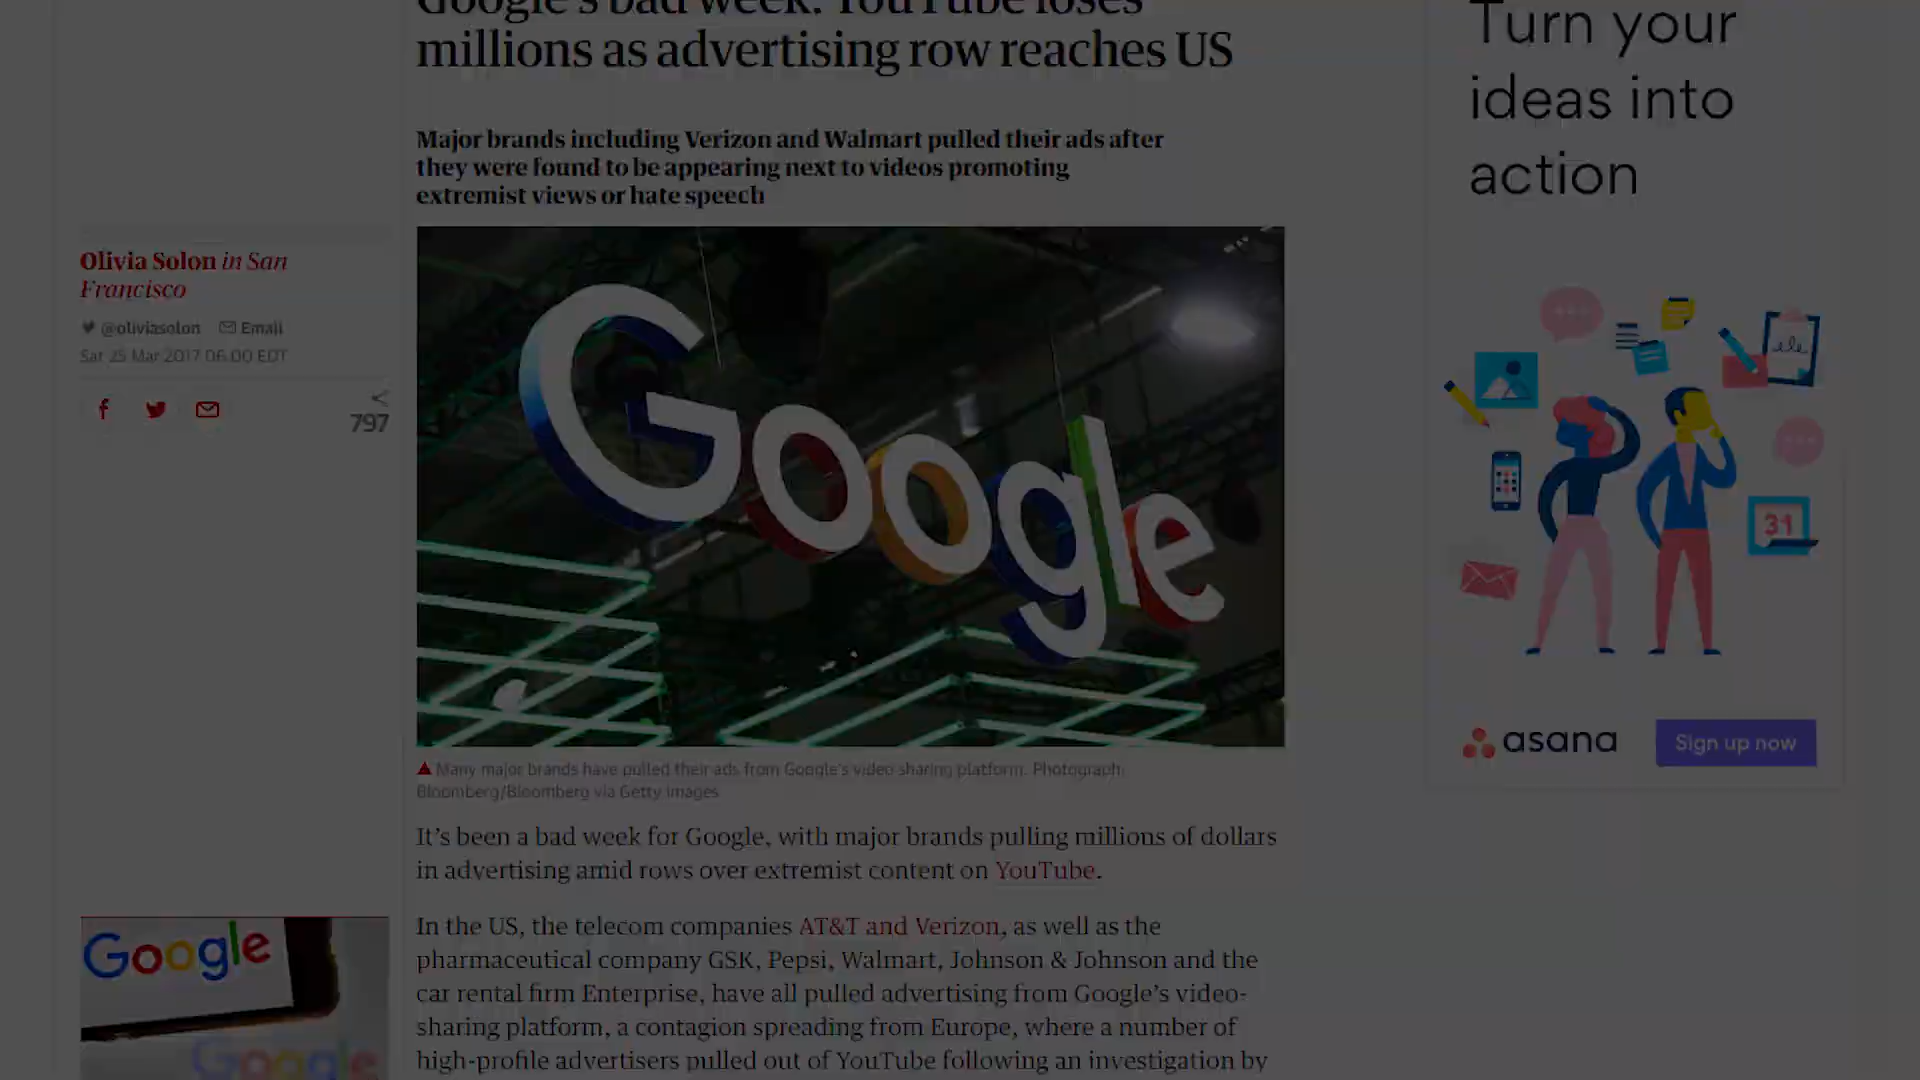 Google's bad week: YouTube loses
millions as advertising row reaches US
Major brands including Verizon and Walmart pulled their ads after
they were found to be appearing next to videos promoting
extremist views or hate speech
Olivia Solon in San
Francisco
@oliviasolon Email
Sat 25 Mar 2017 06.00 EDT
797
Google
Many major brands have pulled their ads from Google's video sharing platform. Photograph:
Bloomberg/Bloomberg via Getty Images
It's been a bad week for Google, with major brands pulling millions of dollars
in advertising amid rows over extremist content on YouTube.
In the US, the telecom companies AT&T and Verizon, as well as the
pharmaceutical company GSK, Pepsi, Walmart, Johnson & Johnson and the
car rental firm Enterprise, have all pulled advertising from Google's video-
sharing platform, a contagion spreading from Europe, where a number of
high-profile advertisers pulled out of YouTube following an investigation by
Google
Google
Turn your
ideas into
action
31
asana
Sign up now